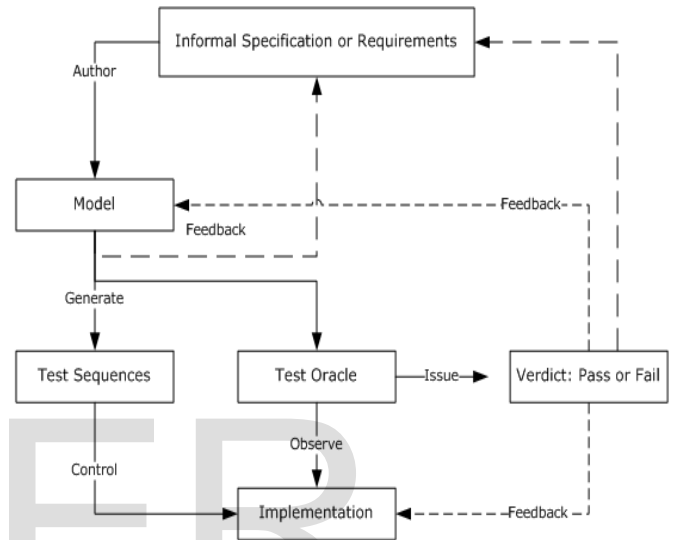 Informal Specification or Requirements
Author
Model
Feedback
Feedback
Generate
Test Sequences
Test Oracle
Issue
Verdict: Pass or Fail
Observe
Control
Implementation
Feedback
ER